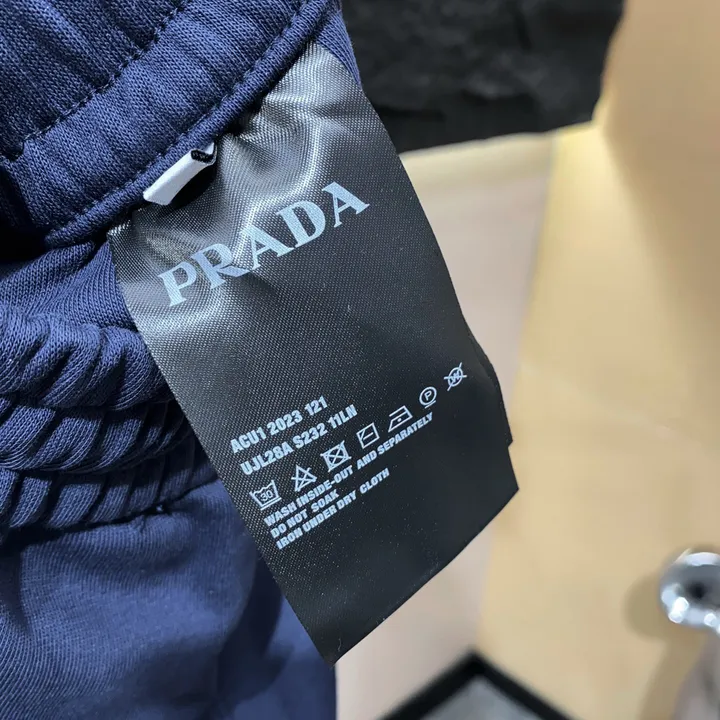 PRADA
ACU1 2023 121
UJL28A S232 11LN
30 P W
WASH INSIDE-OUT AND SEPARATELY
DO NOT SOAK
IRON UNDER DRY CLOTH